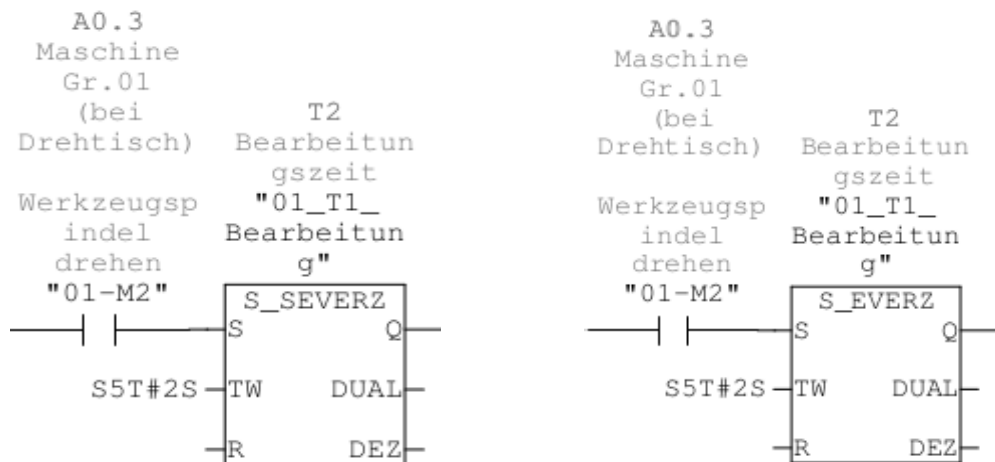 A0.3
Maschine
Gr.01
(bei
Drehtisch)
Werkzeugsp
indel
drehen
"01-M2"
T2
Bearbeitun
gszeit
"01_T1_
Bearbeitun
g"
S_SEVERZ
S
Q
S5T#2S
TW
DUAL
R
DEZ
A0.3
Maschine
Gr.01
(bei
Drehtisch)
Werkzeugsp
indel
drehen
"01-M2"
T2
Bearbeitun
gszeit
"01_T1_
Bearbeitun
g"
S_EVERZ
S
Q
S5T#2S
TW
DUAL
R
DEZ